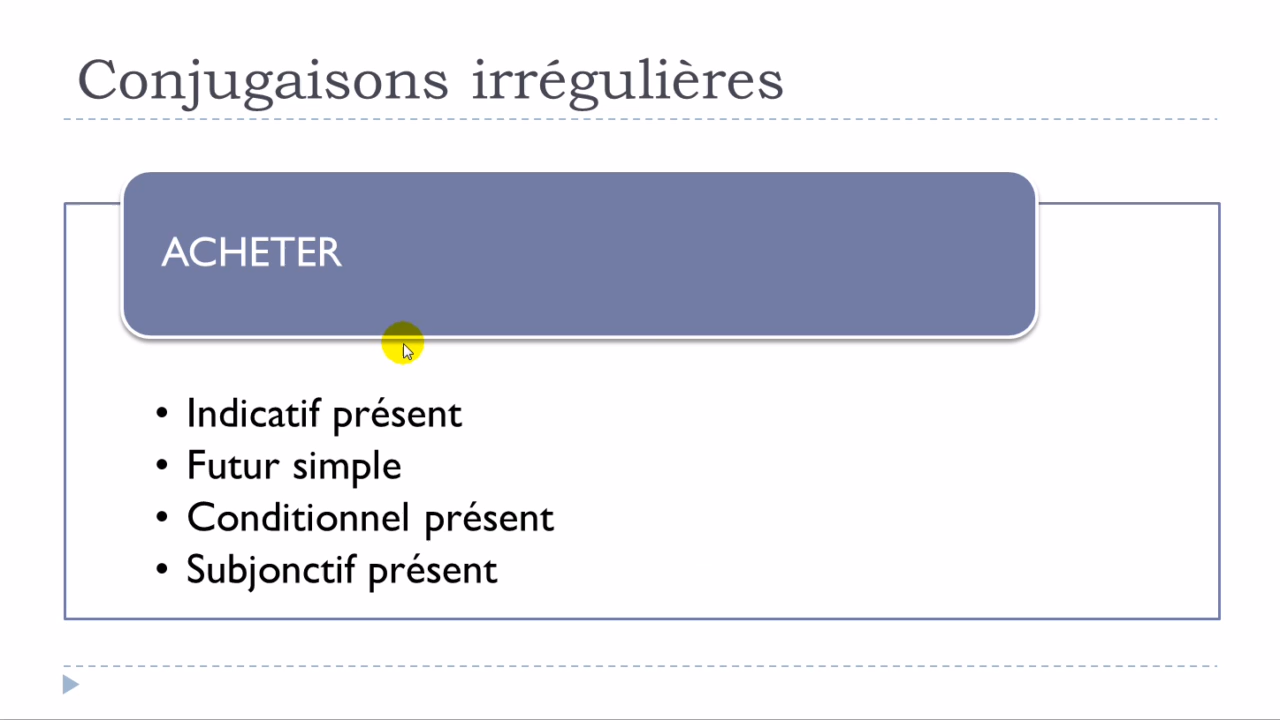 Conjugaisons irrégulières
ACHETER
• Indicatif présent
• Futur simple
• Conditionnel présent
• Subjonctif présent